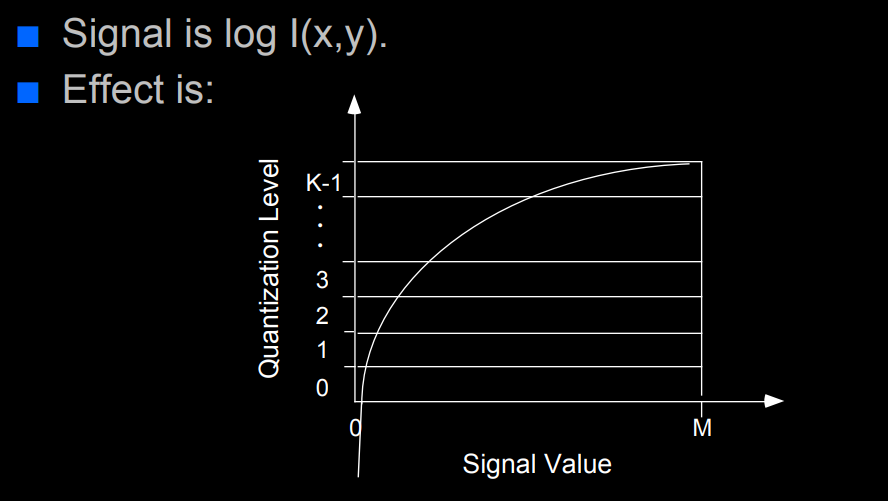 Signal is log I(x,y).
Effect is:
Quantization Level
K-1
.
.
.
3
2
1
0
0
M
Signal Value